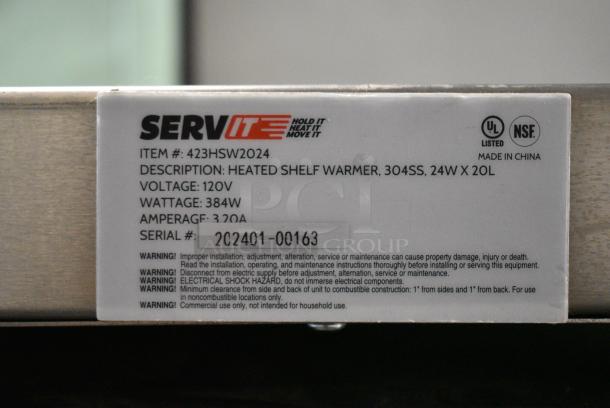 SERVIT HOLD IT
HEAT IT
MOVE IT
ITEM #: 423HSW2024
DESCRIPTION: HEATED SHELF WARMER, 304SS, 24W X 20L
VOLTAGE: 120V
WATTAGE: 384W
AMPERAGE: 3.20A
SERIAL #: 202401-00163
UL
LISTED
NSF
MADE IN CHINA
PCI
AUCTION GROUP
WARNING! Improper installation, adjustment, alteration, service or maintenance can cause property damage, injury or death.
Read the installation, operating, and maintenance instructions thoroughly before installing or servicing this equipment.
WARNING! Disconnect from electric supply before adjustment, alternation, service or maintenance.
WARNING! ELECTRICAL SHOCK HAZARD, do not immerse electrical components.
WARNING! Minimum clearance from side and back of unit to combustible construction: 1" from sides and 1" from back. For use
in noncombustible locations only.
WARNING! Commercial use only, not intended for household use.